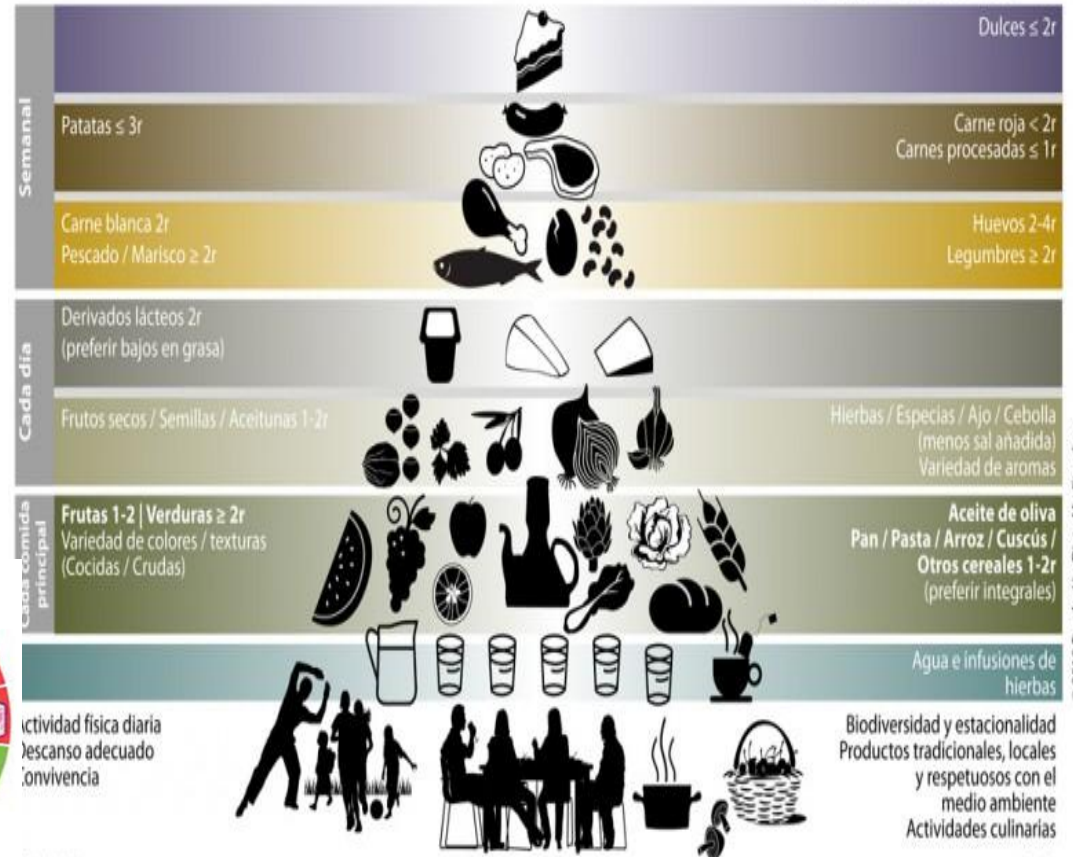 Semanal
Dulces ≤ 2r
Patatas ≤ 3r
Carne roja < 2r
Carnes procesadas ≤ 1r
Carne blanca 2r
Pescado / Marisco ≥ 2r
Huevos 2-4r
Legumbres ≥ 2r
Cada día
Derivados lácteos 2r
(preferir bajos en grasa)
Frutos secos / Semillas / Aceitunas 1-2r
Hierbas / Especias / Ajo / Cebolla
(menos sal añadida)
Variedad de aromas
Cada comida
principal
Frutas 1-2 | Verduras ≥ 2r
Variedad de colores / texturas
(Cocidas / Crudas)
Aceite de oliva
Pan / Pasta / Arroz / Cuscús /
Otros cereales 1-2r
(preferir integrales)
Agua e infusiones de
hierbas
ctividad física diaria
Descanso adecuado
Convivencia
Biodiversidad y estacionalidad
Productos tradicionales, locales
y respetuosos con el
medio ambiente
Actividades culinarias